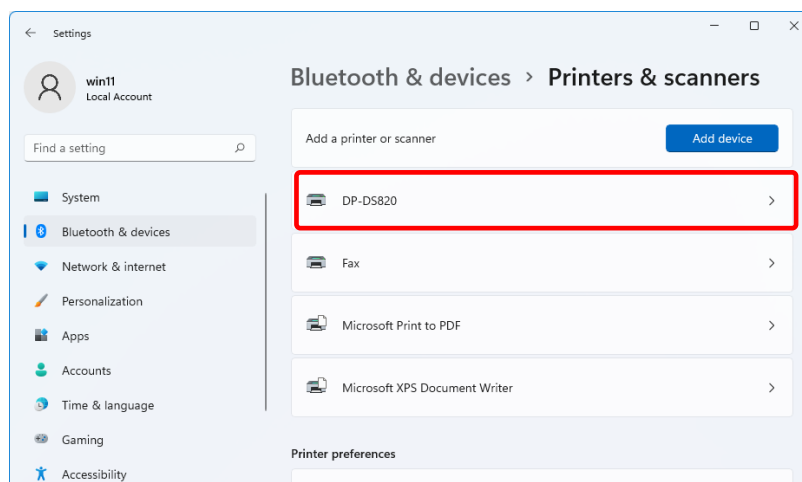 Settings
win11
Local Account
Find a setting
System
Bluetooth & devices
Network & internet
Personalization
Apps
Accounts
Time & language
Gaming
Accessibility
Bluetooth & devices > Printers & scanners
Add a printer or scanner
Add device
DP-DS820
Fax
Microsoft Print to PDF
Microsoft XPS Document Writer
Printer preferences